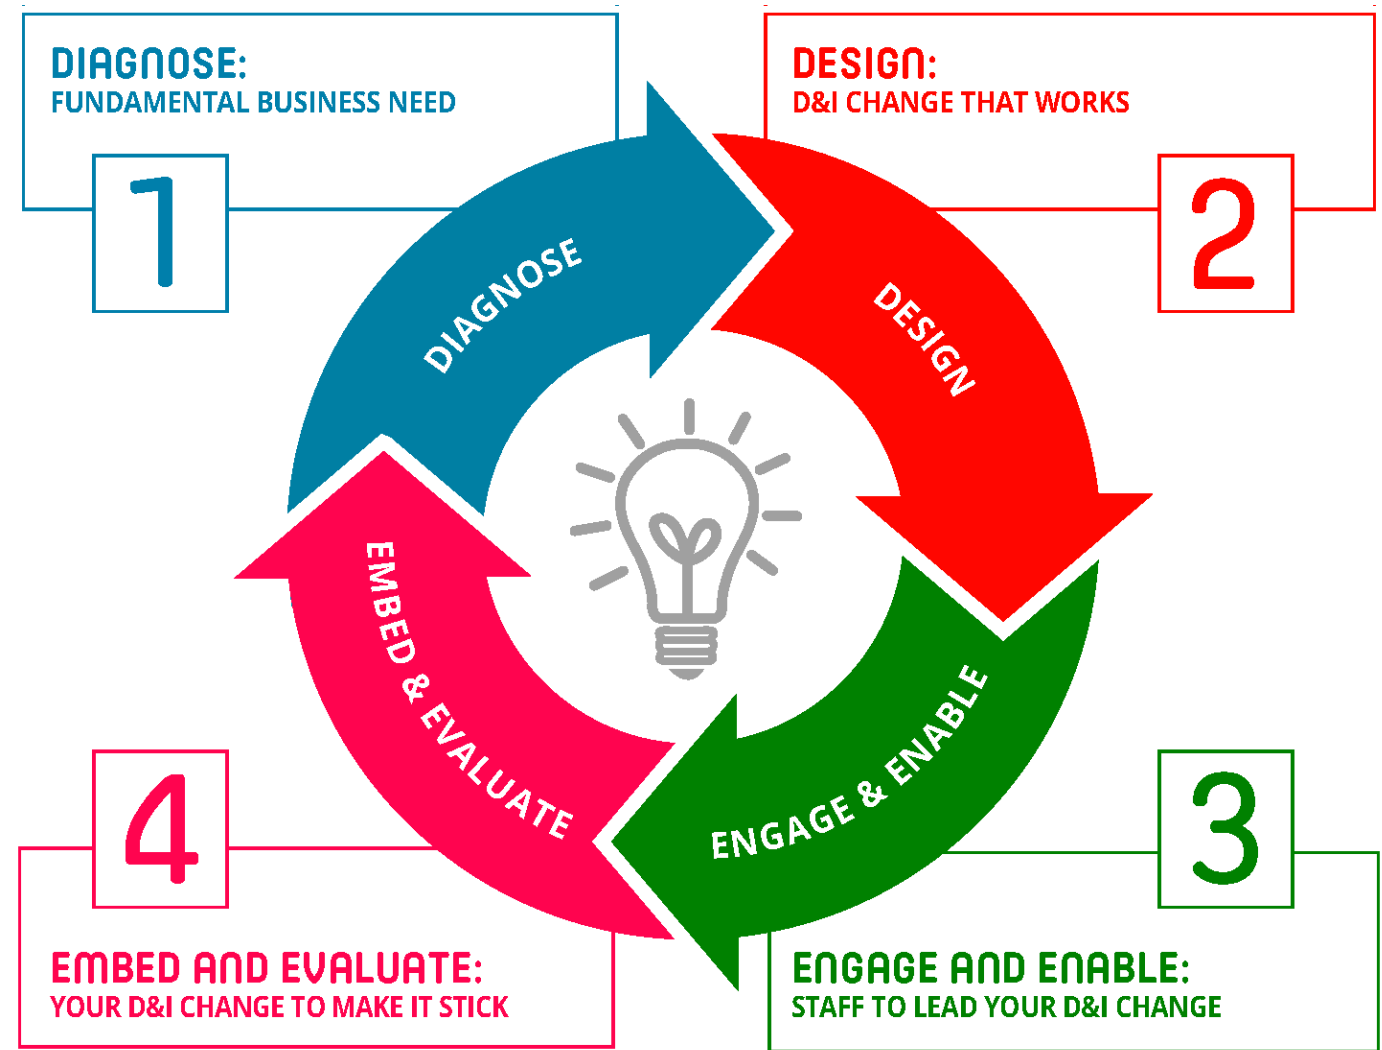 DIAGNOSE:
FUNDAMENTAL BUSINESS NEED
1
DESIGN:
D&I CHANGE THAT WORKS
2
DIAGNOSE
DESIGN
EMBED & EVALUATE
ENGAGE & ENABLE
4
EMBED AND EVALUATE:
YOUR D&I CHANGE TO MAKE IT STICK
3
ENGAGE AND ENABLE:
STAFF TO LEAD YOUR D&I CHANGE